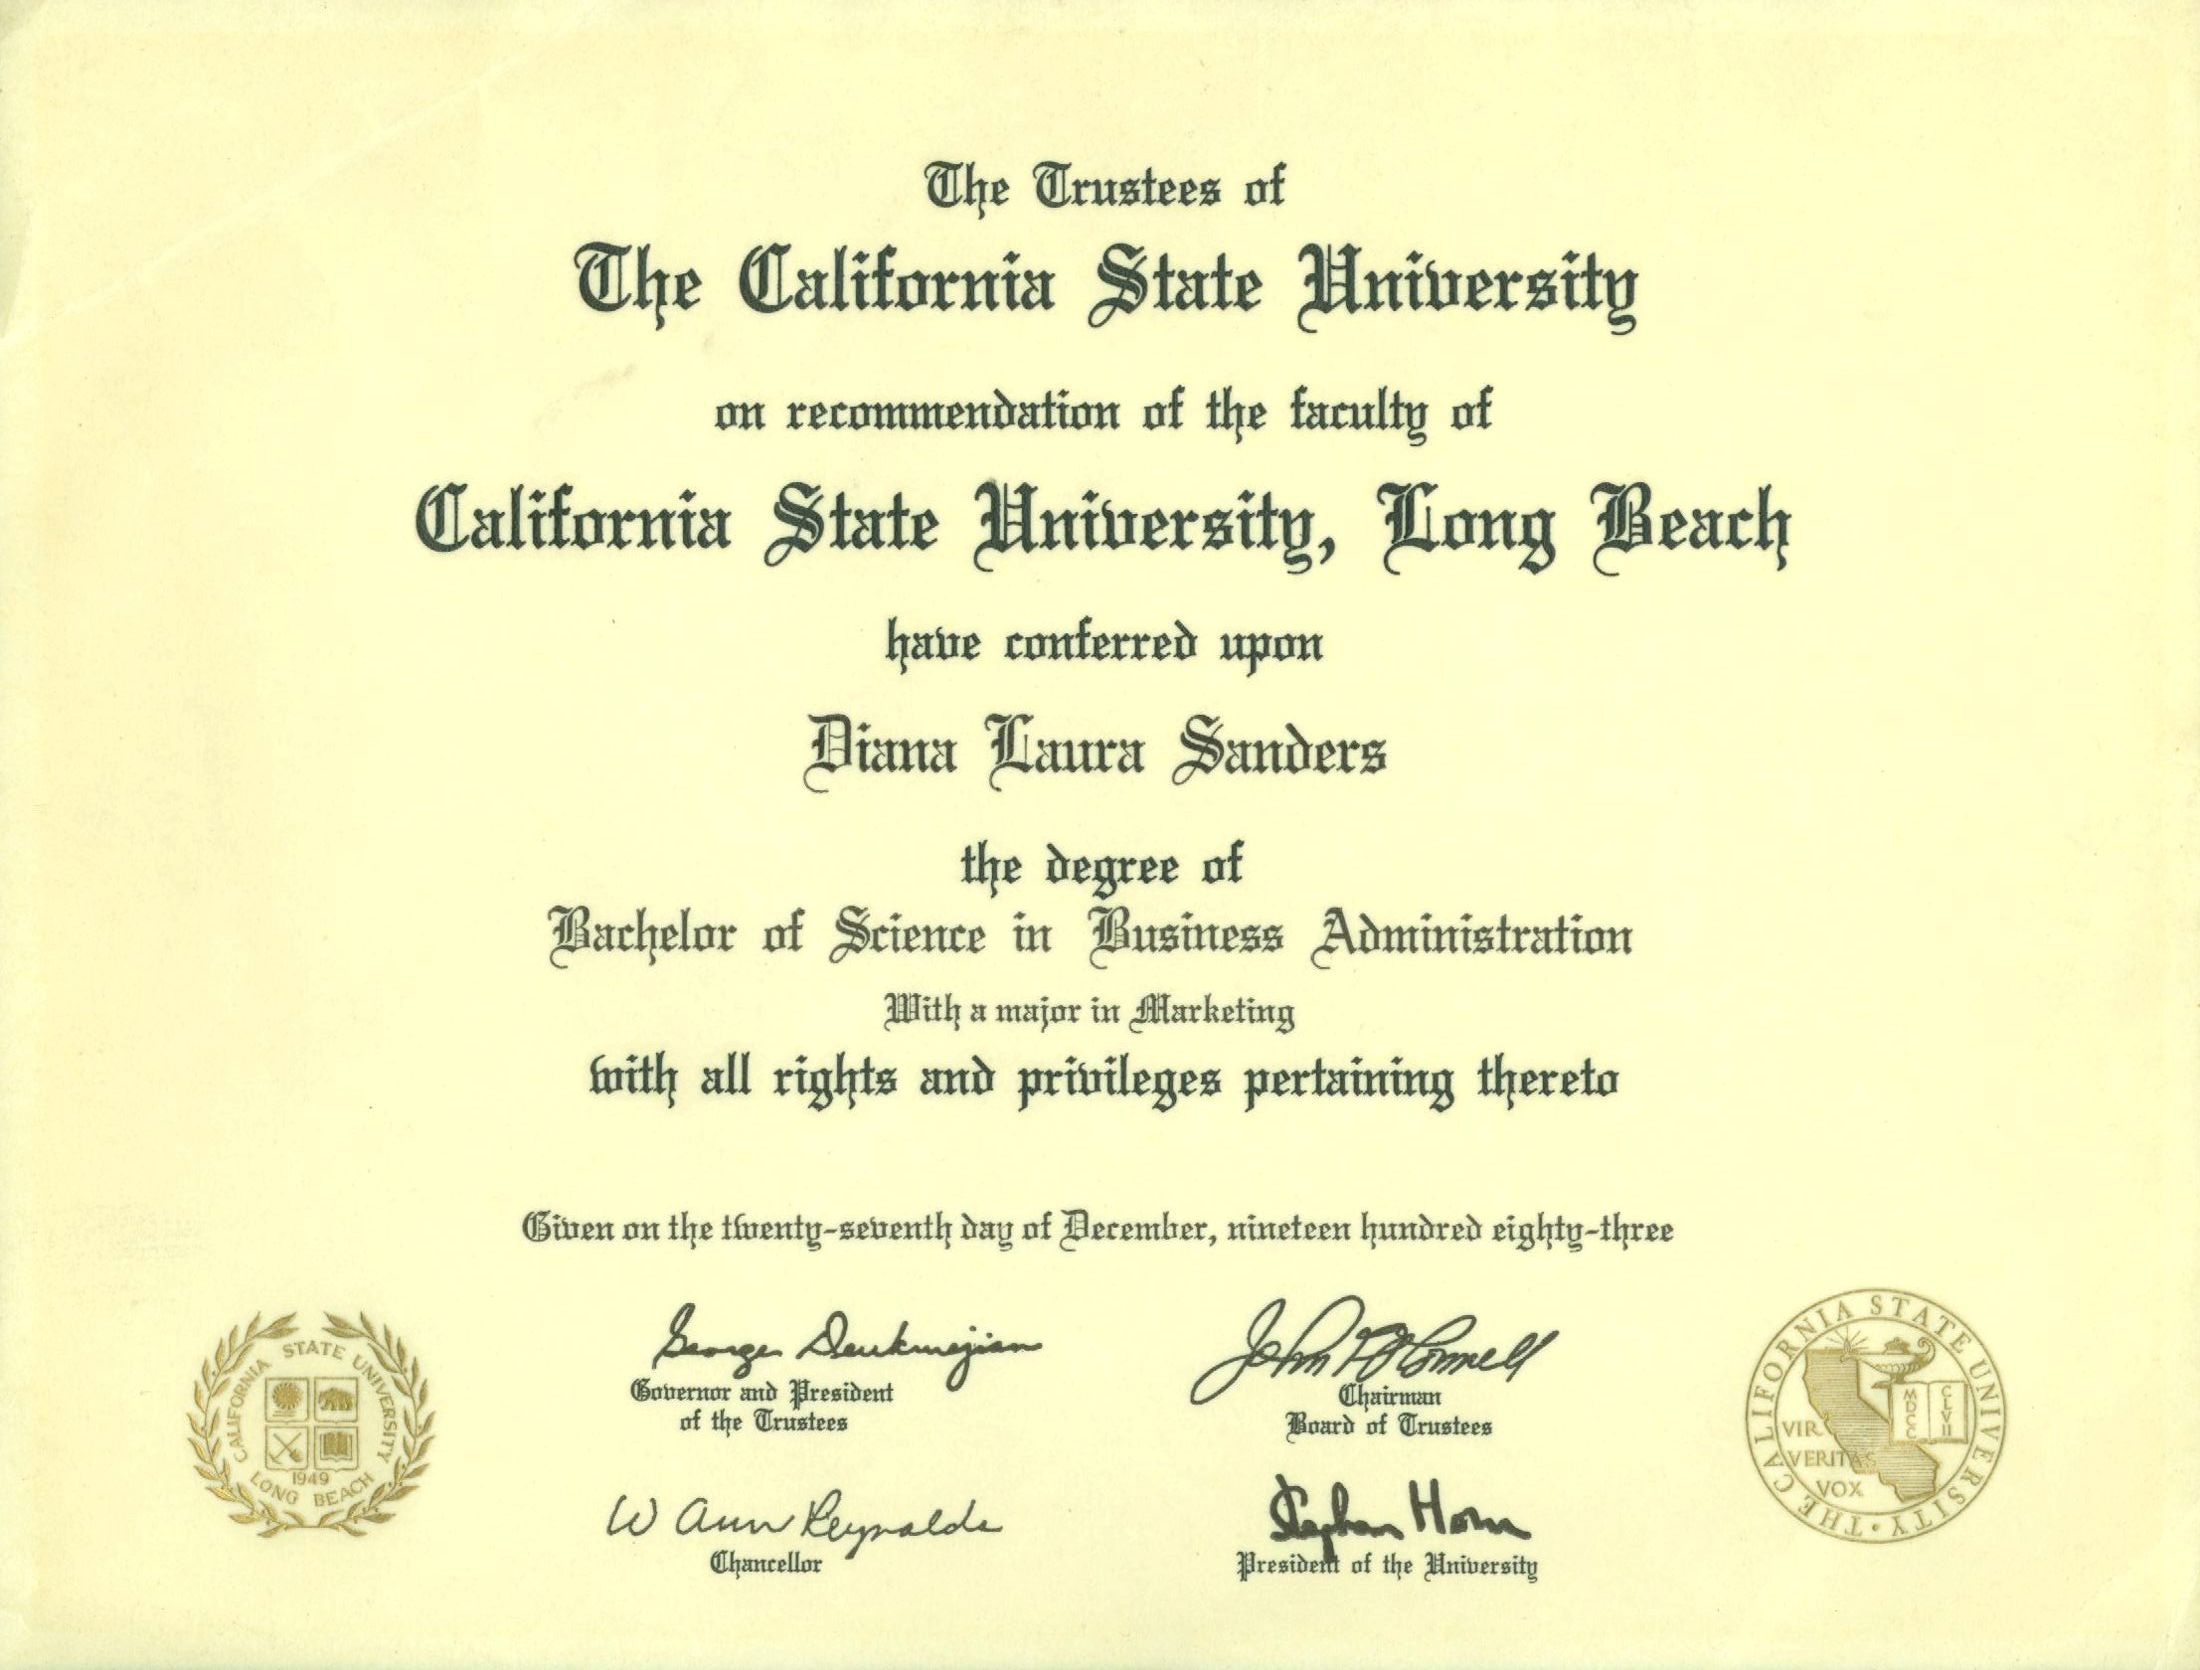 The Trustees of
The California State University
on recommendation of the faculty of
California State University, Long Beach
have conferred upon
Diana Laura Sanders
the degree of
Bachelor of Science in Business Administration
With a major in Marketing
with all rights and privileges pertaining thereto
Given on the twenty-seventh day of December, nineteen hundred eighty-three
George Deukmejian
Governor and President
of the Trustees
John F O'Connell
Chairman
Board of Trustees
W Ann Reynolds
Chancellor
Stephen Horn
President of the University
CALIFORNIA STATE UNIVERSITY
1949
LONG BEACH
THE CALIFORNIA STATE UNIVERSITY
VIR
VERITAS
VOX
MDCC
CLVII